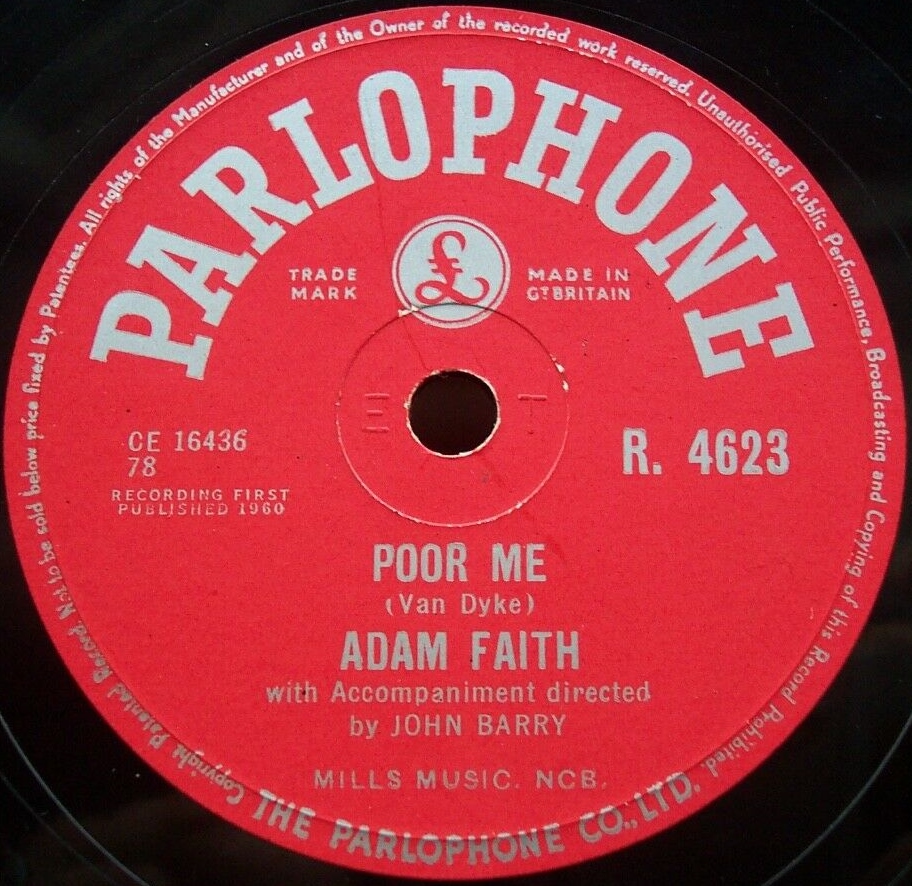 All rights of the Manufacturer and of the Owner of the recorded work reserved. Unauthorised Public Performance, Broadcasting and Copying of this Record Prohibited.
PARLOPHONE
TRADE MARK
£
MADE IN GT BRITAIN
E T
CE 16436
78
R. 4623
RECORDING FIRST
PUBLISHED 1960
POOR ME
(Van Dyke)
ADAM FAITH
with Accompaniment directed
by JOHN BARRY
MILLS MUSIC. NCB.
THE PARLOPHONE CO., LTD.
Copyright. Patented Record. Not to be sold below price fixed by Patentees.